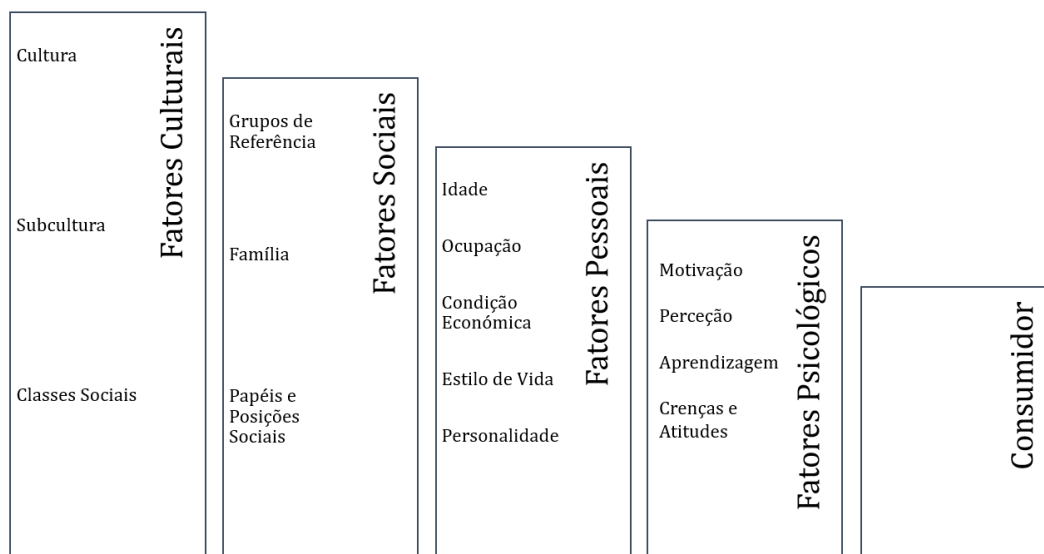 Fatores Culturais
Cultura
Subcultura
Classes Sociais
Fatores Sociais
Grupos de
Referência
Família
Papéis e
Posições
Sociais
Fatores Pessoais
Idade
Ocupação
Condição
Económica
Estilo de Vida
Personalidade
Fatores Psicológicos
Motivação
Perceção
Aprendizagem
Crenças e
Atitudes
Consumidor